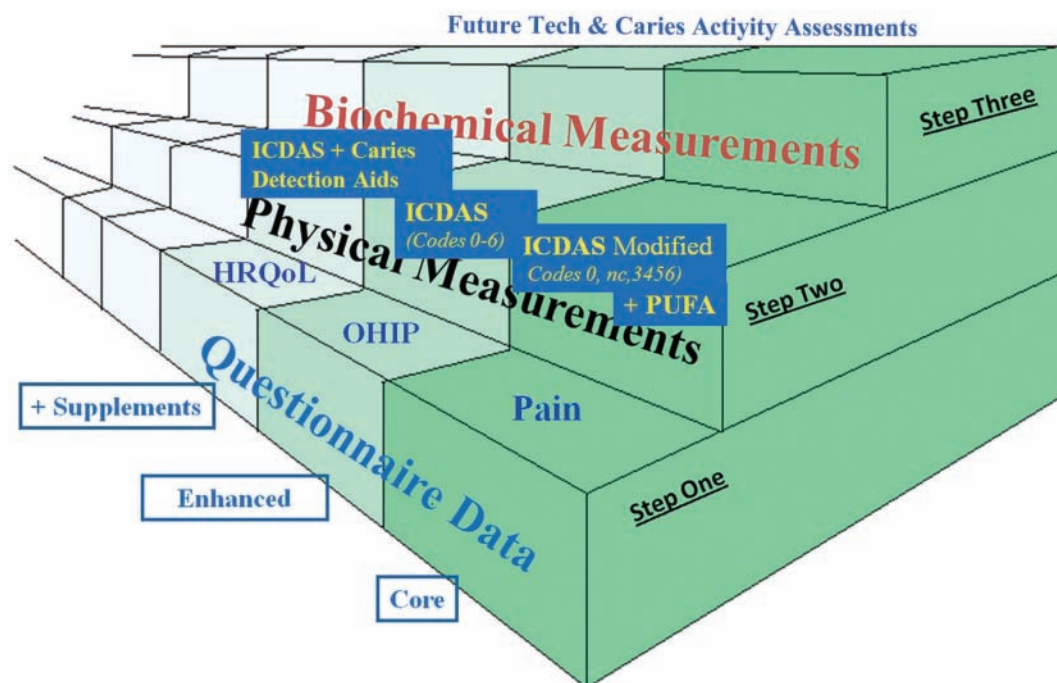 Future Tech & Caries Activity Assessments
Step Three
Biochemical Measurements
ICDAS + Caries
Detection Aids
ICDAS
(Codes 0-6)
ICDAS Modified
Codes 0, nc,3456)
+ PUFA
Physical Measurements
Step Two
HRQoL
OHIP
Pain
Questionnaire Data
Step One
+ Supplements
Enhanced
Core